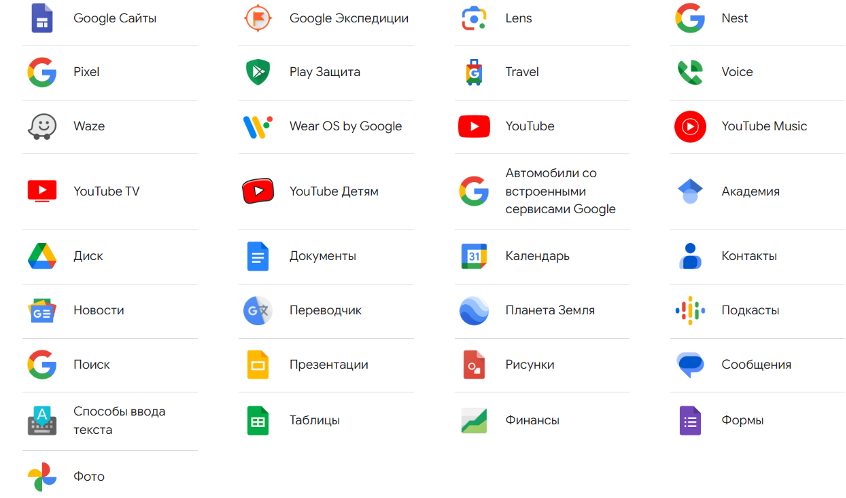 Google Сайты
Google Экспедиции
Lens
Nest
Pixel
Play Защита
Travel
Voice
Waze
Wear OS by Google
YouTube
YouTube Music
YouTube TV
YouTube Детям
Автомобили со
встроенными
сервисами Google
Академия
Диск
Документы
31
Календарь
Контакты
Новости
Переводчик
Планета Земля
Подкасты
Поиск
Презентации
Рисунки
Сообщения
Способы ввода
текста
Таблицы
Финансы
Формы
Фото